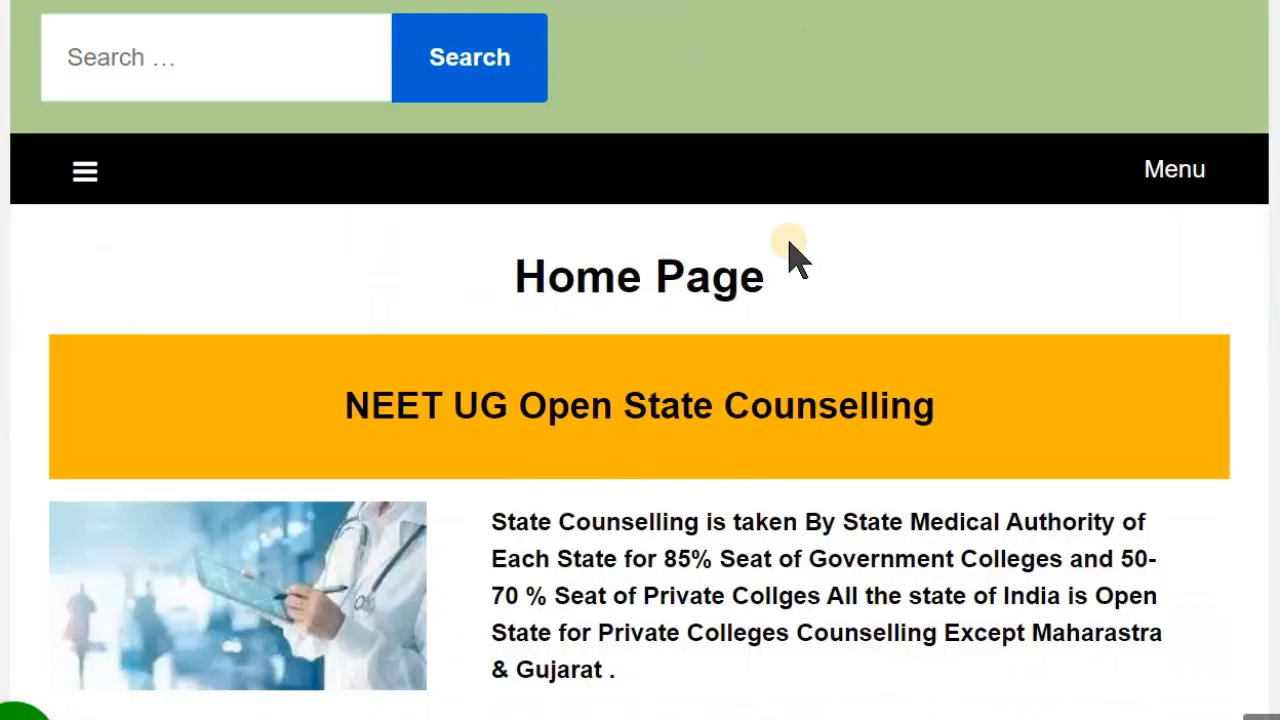 Search …
Search
Menu
Home Page
NEET UG Open State Counselling
State Counselling is taken By State Medical Authority of
Each State for 85% Seat of Government Colleges and 50-
70 % Seat of Private Collges All the state of India is Open
State for Private Colleges Counselling Except Maharastra
& Gujarat .